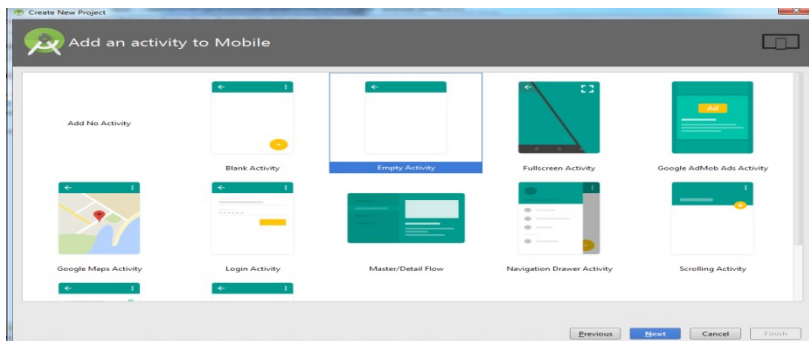 Create New Project
Add an activity to Mobile
Add No Activity
Blank Activity
Empty Activity
Fullscreen Activity
Ad
Google AdMob Ads Activity
Google Maps Activity
Login Activity
Master/Detail Flow
Navigation Drawer Activity
Scrolling Activity
Previous
Next
Cancel
Finish